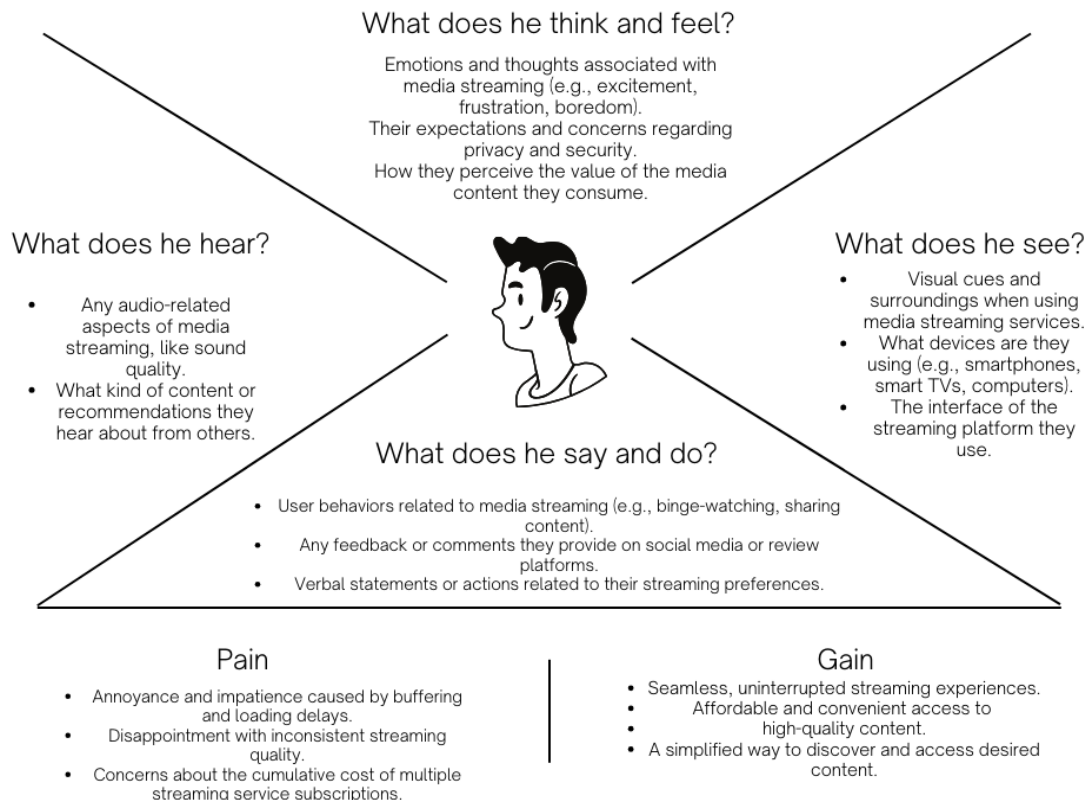 What does he think and feel?
Emotions and thoughts associated with
media streaming (e.g., excitement,
frustration, boredom).
Their expectations and concerns regarding
privacy and security.
How they perceive the value of the media
content they consume.
What does he hear?
• Any audio-related
aspects of media
streaming, like sound
quality.
• What kind of content or
recommendations they
hear about from others.
What does he see?
• Visual cues and
surroundings when using
media streaming services.
• What devices are they
using (e.g., smartphones,
smart TVs, computers).
• The interface of the
streaming platform they
use.
What does he say and do?
• User behaviors related to media streaming (e.g., binge-watching, sharing
content).
• Any feedback or comments they provide on social media or review
platforms.
• Verbal statements or actions related to their streaming preferences.
Pain
• Annoyance and impatience caused by buffering
and loading delays.
• Disappointment with inconsistent streaming
quality.
• Concerns about the cumulative cost of multiple
streaming service subscriptions.
Gain
• Seamless, uninterrupted streaming experiences.
• Affordable and convenient access to
• high-quality content.
• A simplified way to discover and access desired
content.